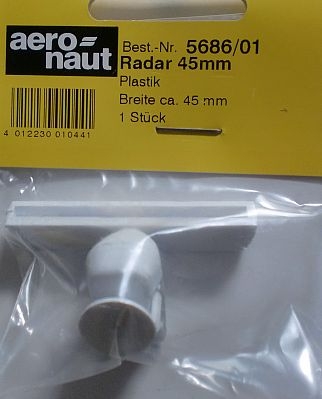 aero-
naut
Best.-Nr. 5686/01
Radar 45mm
Plastik
Breite ca. 45 mm
1 Stück
4 012230 010441